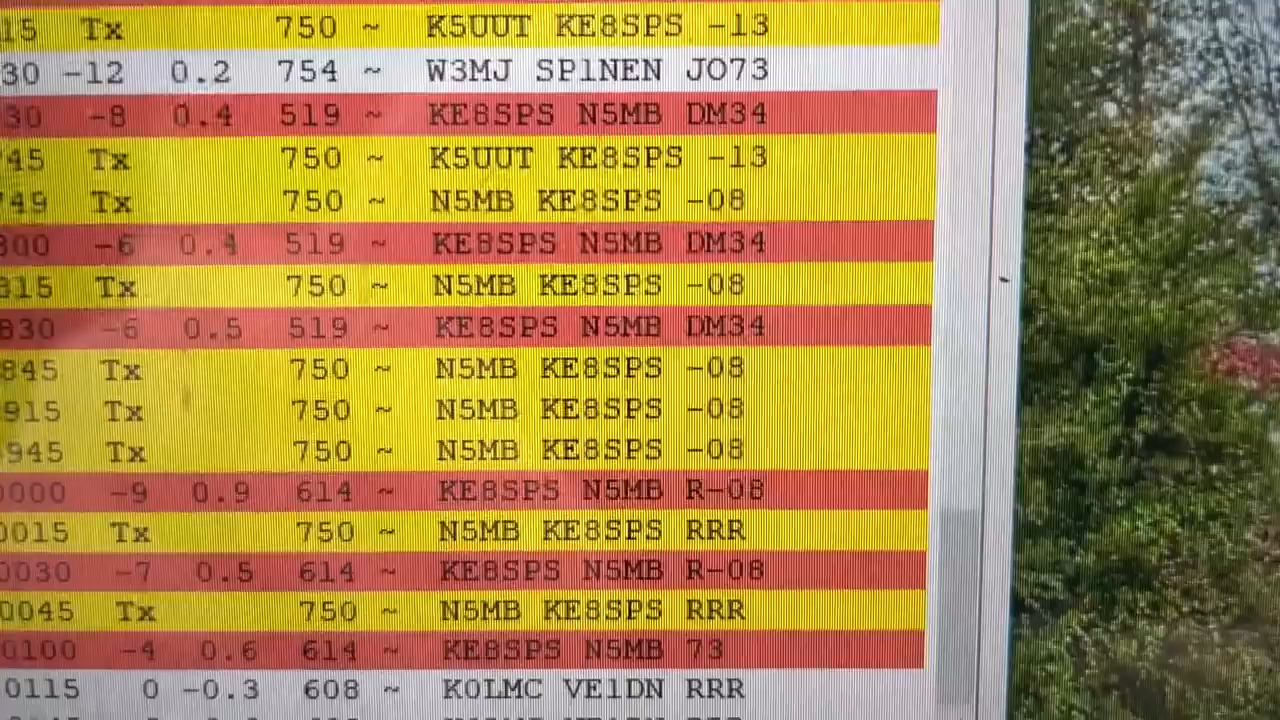 15 Tx 750 ~ K5UUT KE8SPS -13
30 -12 0.2 754 ~ W3MJ SP1NEN JO73
30 -8 0.4 519 ~ KE8SPS N5MB DM34
45 Tx 750 ~ K5UUT KE8SPS -13
749 Tx 750 ~ N5MB KE8SPS -08
800 -6 0.4 519 ~ KE8SPS N5MB DM34
815 Tx 750 ~ N5MB KE8SPS -08
830 -6 0.5 519 ~ KE8SPS N5MB DM34
845 Tx 750 ~ N5MB KE8SPS -08
915 Tx 750 ~ N5MB KE8SPS -08
945 Tx 750 ~ N5MB KE8SPS -08
0000 -9 0.9 614 ~ KE8SPS N5MB R-08
0015 Tx 750 ~ N5MB KE8SPS RRR
0030 -7 0.5 614 ~ KE8SPS N5MB R-08
0045 Tx 750 ~ N5MB KE8SPS RRR
0100 -4 0.6 614 ~ KE8SPS N5MB 73
0115 0 -0.3 608 ~ K0LMC VE1DN RRR